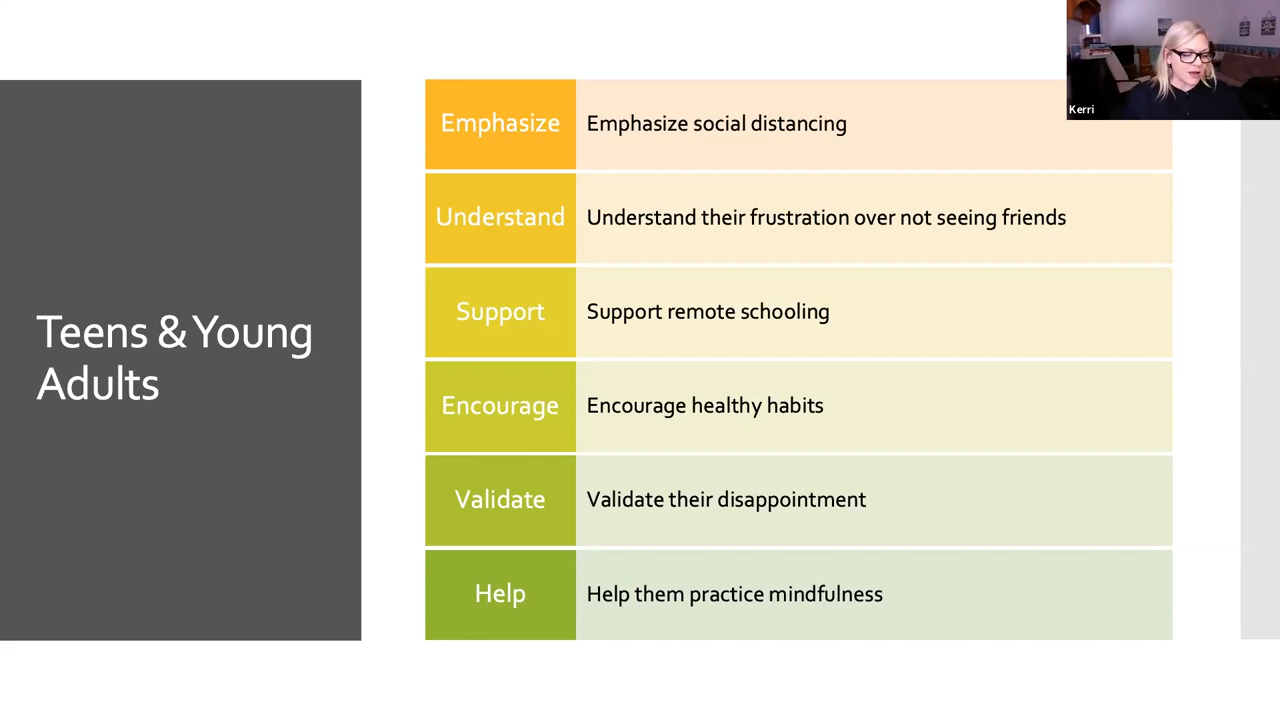 Kerri
Teens & Young
Adults
Emphasize
Emphasize social distancing
Understand
Understand their frustration over not seeing friends
Support
Support remote schooling
Encourage
Encourage healthy habits
Validate
Validate their disappointment
Help
Help them practice mindfulness